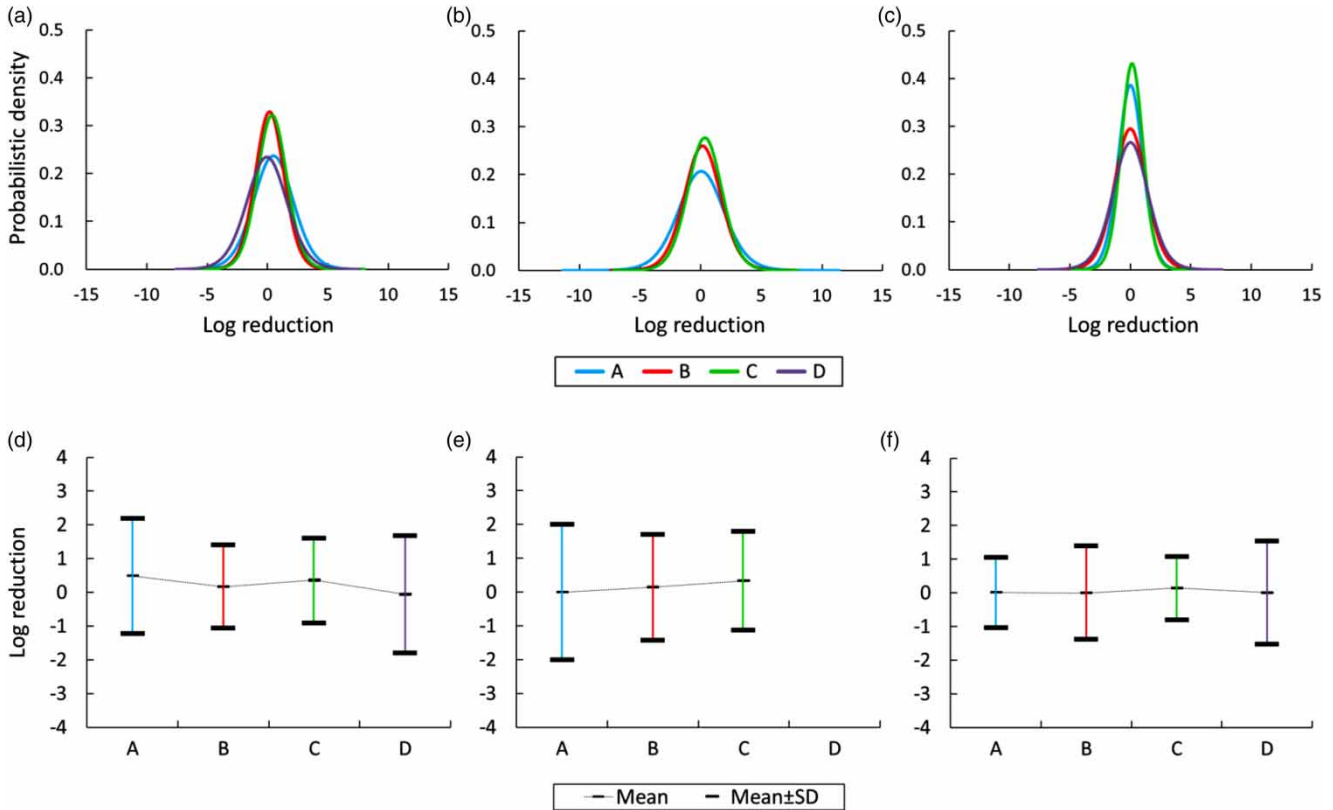 (a) (b) (c)
Probabilistic density
0.5 0.5 0.5
0.4 0.4 0.4
0.3 0.3 0.3
0.2 0.2 0.2
0.1 0.1 0.1
0.0 0.0 0.0
-15 -10 -5 0 5 10 15 -15 -10 -5 0 5 10 15 -15 -10 -5 0 5 10 15
Log reduction Log reduction Log reduction
A B C D
(d) (e) (f)
Log reduction
4 4 4
3 3 3
2 2 2
1 1 1
0 0 0
-1 -1 -1
-2 -2 -2
-3 -3 -3
-4 -4 -4
A B C D A B C D A B C D
Mean Mean±SD